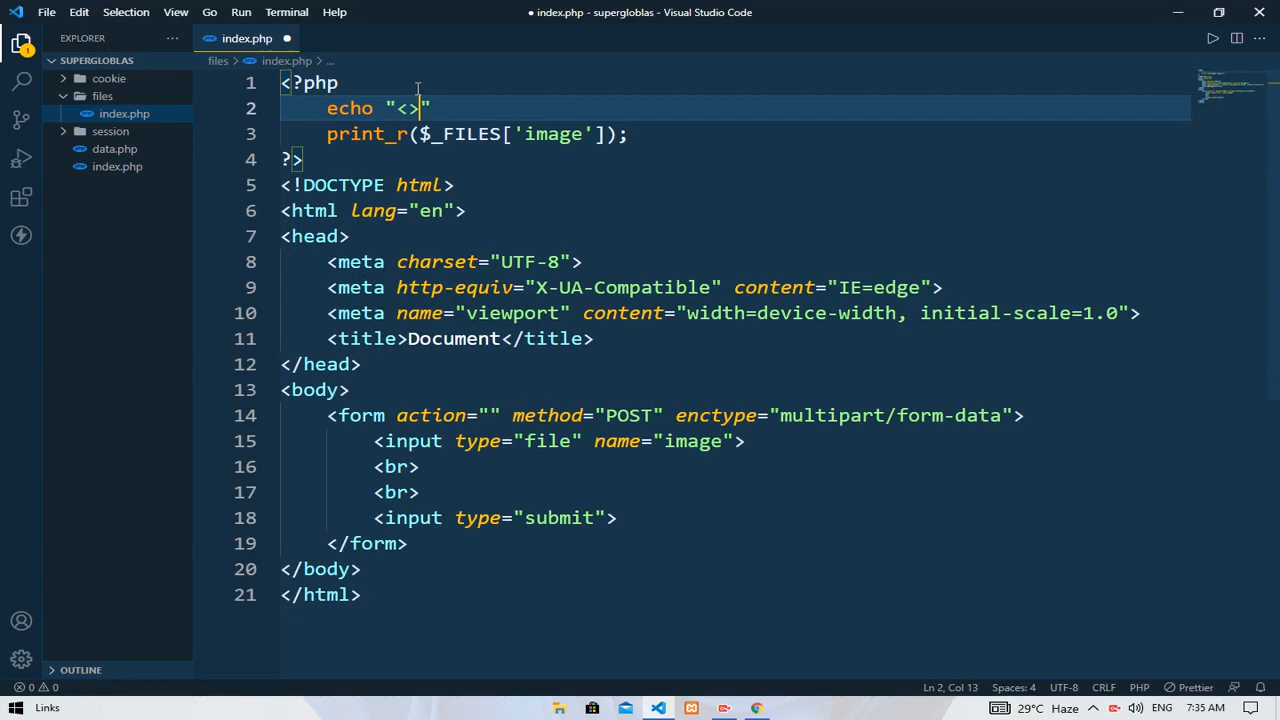 File Edit Selection View Go Run Terminal Help
● index.php - supergloblas - Visual Studio Code
EXPLORER
index.php
SUPERGLOBLAS
cookie
files
index.php
session
data.php
index.php
OUTLINE
files > index.php > ...
1 <?php
2 echo "<>"
3 print_r($_FILES['image']);
4 ?>
5 <!DOCTYPE html>
6 <html lang="en">
7 <head>
8 <meta charset="UTF-8">
9 <meta http-equiv="X-UA-Compatible" content="IE=edge">
10 <meta name="viewport" content="width=device-width, initial-scale=1.0">
11 <title>Document</title>
12 </head>
13 <body>
14 <form action="" method="POST" enctype="multipart/form-data">
15 <input type="file" name="image">
16 <br>
17 <br>
18 <input type="submit">
19 </form>
20 </body>
21 </html>
1
0 0
Ln 2, Col 13 Spaces: 4 UTF-8 CRLF PHP Prettier
Links
29°C Haze ENG 7:35 AM